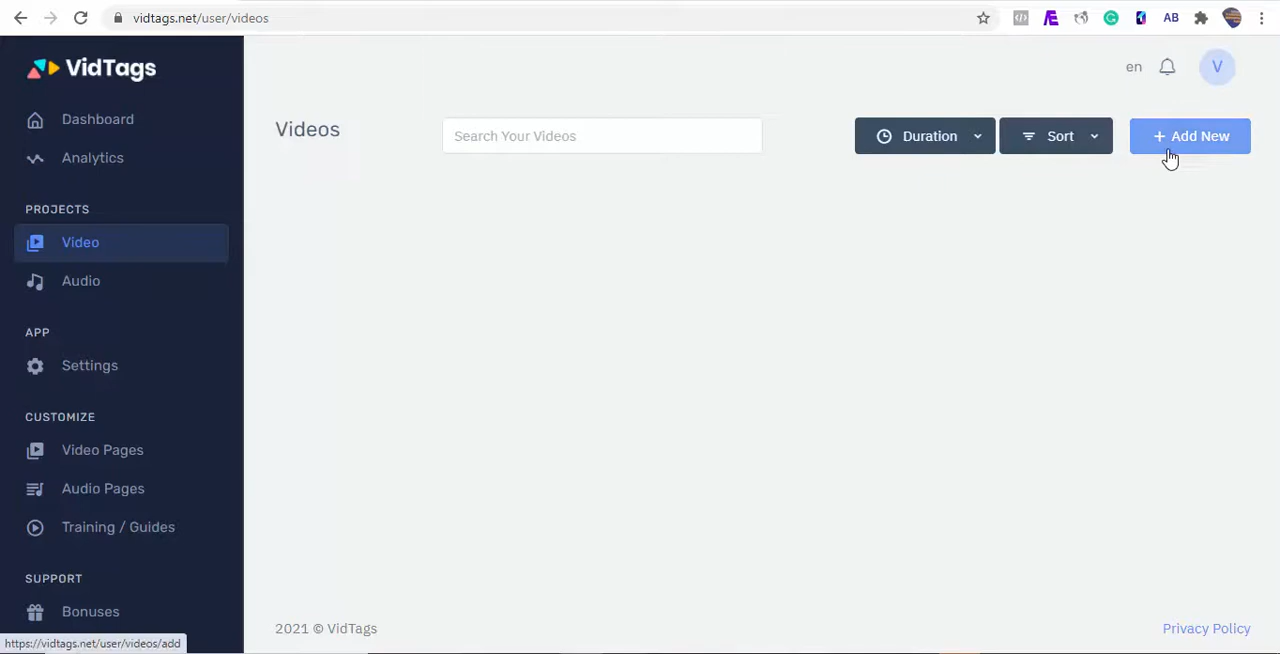 vidtags.net/user/videos
AB
VidTags
en
V
Dashboard
Analytics
PROJECTS
Video
Audio
APP
Settings
CUSTOMIZE
Video Pages
Audio Pages
Training / Guides
SUPPORT
Bonuses
Videos
Search Your Videos
Duration
Sort
+ Add New
2021 © VidTags
Privacy Policy
https://vidtags.net/user/videos/add